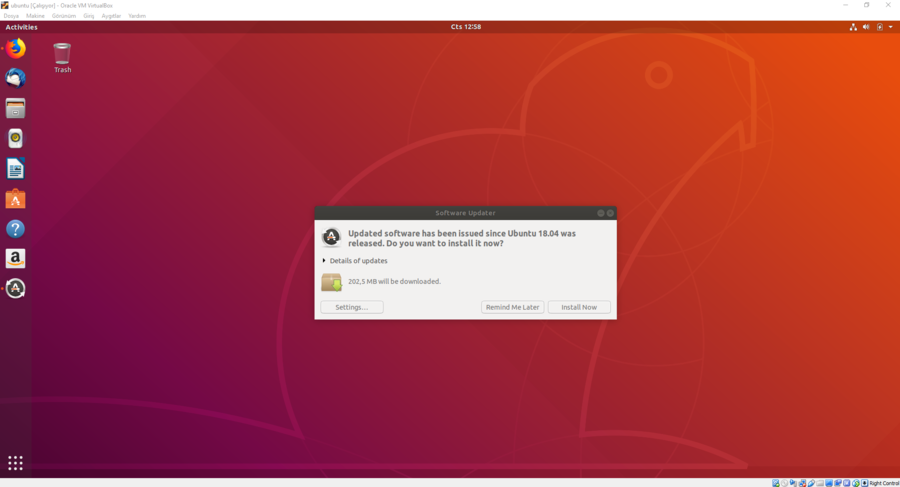 ubuntu [Çalışıyor] - Oracle VM VirtualBox
Dosya Makine Görünüm Giriş Aygıtlar Yardım
Activities
Cts 12:58
Trash
Software Updater
Updated software has been issued since Ubuntu 18.04 was
released. Do you want to install it now?
Details of updates
202,5 MB will be downloaded.
Settings...
Remind Me Later
Install Now
Right Control